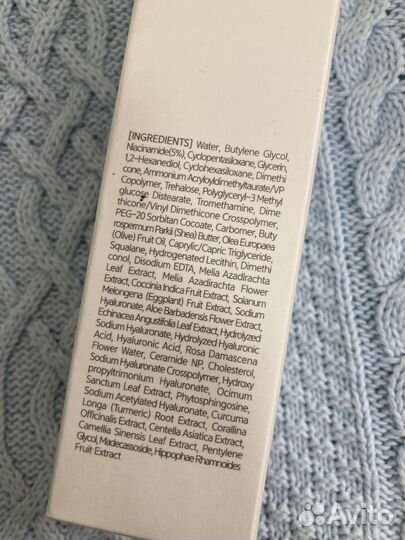 [INGREDIENTS] Water, Butylene Glycol,
Niacinamide(5%), Cyclopentasiloxane, Glycerin,
1,2-Hexanediol, Cyclohexasiloxane, Dimethi
cone, Ammonium Acryloyldimethyltaurate/VP
Copolymer, Trehalose, Polyglyceryl-3 Methyl
glucose Distearate, Tromethamine, Dime
thicone/Vinyl Dimethicone Crosspolymer,
PEG-20 Sorbitan Cocoate, Carbomer, Buty
rospermum Parkii (Shea) Butter, Olea Europaea
(Olive) Fruit Oil, Caprylic/Capric Triglyceride,
Squalane, Hydrogenated Lecithin, Dimethi
conol, Disodium EDTA, Melia Azadirachta
Leaf Extract, Melia Azadirachta Flower
Extract, Coccinia Indica Fruit Extract, Solanum
Melongena (Eggplant) Fruit Extract, Sodium
Hyaluronate, Aloe Barbadensis Flower Extract,
Echinacea Angustifolia Leaf Extract, Hydrolyzed
Sodium Hyaluronate, Hydrolyzed Hyaluronic
Acid, Hyaluronic Acid, Rosa Damascena
Flower Water, Ceramide NP, Cholesterol,
Sodium Hyaluronate Crosspolymer, Hydroxy
propyltrimonium Hyaluronate, Ocimum
Sanctum Leaf Extract, Phytosphingosine,
Sodium Acetylated Hyaluronate, Curcuma
Longa (Turmeric) Root Extract, Corallina
Officinalis Extract, Centella Asiatica Extract,
Camellia Sinensis Leaf Extract, Pentylene
Glycol, Madecassoside, Hippophae Rhamnoides
Fruit Extract
Avito